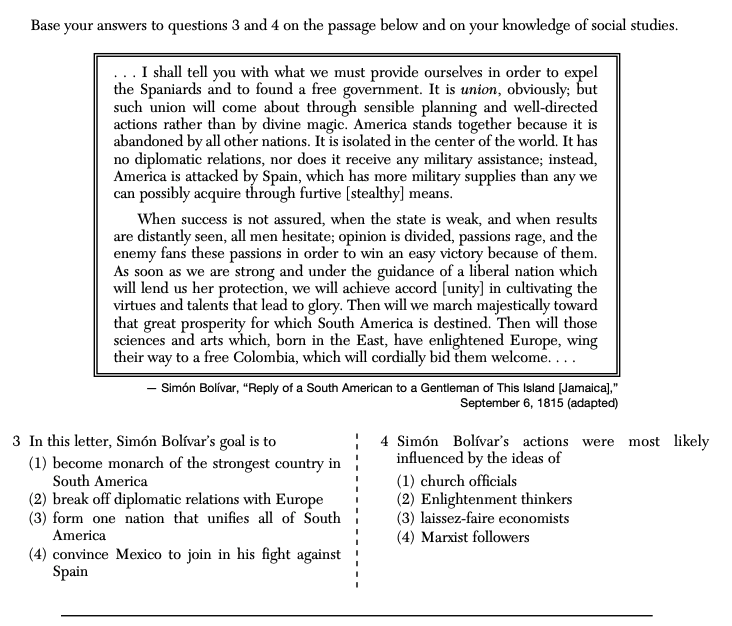 Base your answers to questions 3 and 4 on the passage below and on your knowledge of social studies.
. . . I shall tell you with what we must provide ourselves in order to expel
the Spaniards and to found a free government. It is union, obviously; but
such union will come about through sensible planning and well-directed
actions rather than by divine magic. America stands together because it is
abandoned by all other nations. It is isolated in the center of the world. It has
no diplomatic relations, nor does it receive any military assistance; instead,
America is attacked by Spain, which has more military supplies than any we
can possibly acquire through furtive [stealthy] means.
When success is not assured, when the state is weak, and when results
are distantly seen, all men hesitate; opinion is divided, passions rage, and the
enemy fans these passions in order to win an easy victory because of them.
As soon as we are strong and under the guidance of a liberal nation which
will lend us her protection, we will achieve accord [unity] in cultivating the
virtues and talents that lead to glory. Then will we march majestically toward
that great prosperity for which South America is destined. Then will those
sciences and arts which, born in the East, have enlightened Europe, wing
their way to a free Colombia, which will cordially bid them welcome. . . .
— Simón Bolívar, “Reply of a South American to a Gentleman of This Island [Jamaica],”
September 6, 1815 (adapted)
3 In this letter, Simón Bolívar’s goal is to
(1) become monarch of the strongest country in
South America
(2) break off diplomatic relations with Europe
(3) form one nation that unifies all of South
America
(4) convince Mexico to join in his fight against
Spain
4 Simón Bolívar’s actions were most likely
influenced by the ideas of
(1) church officials
(2) Enlightenment thinkers
(3) laissez-faire economists
(4) Marxist followers